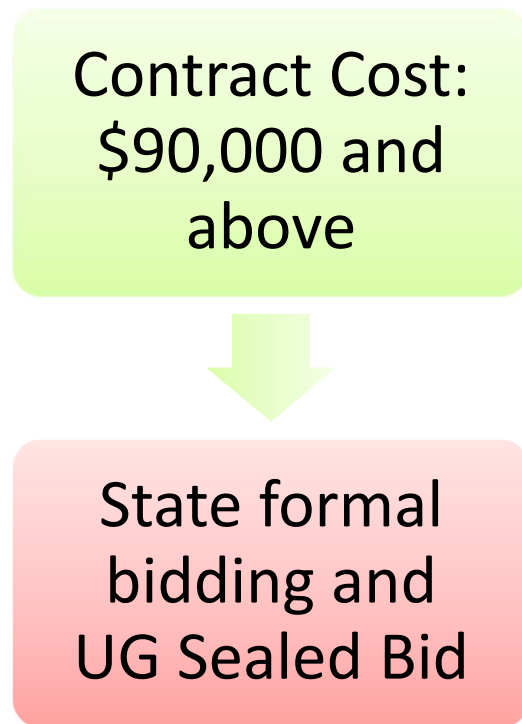 Contract Cost:
$90,000 and
above
State formal
bidding and
UG Sealed Bid